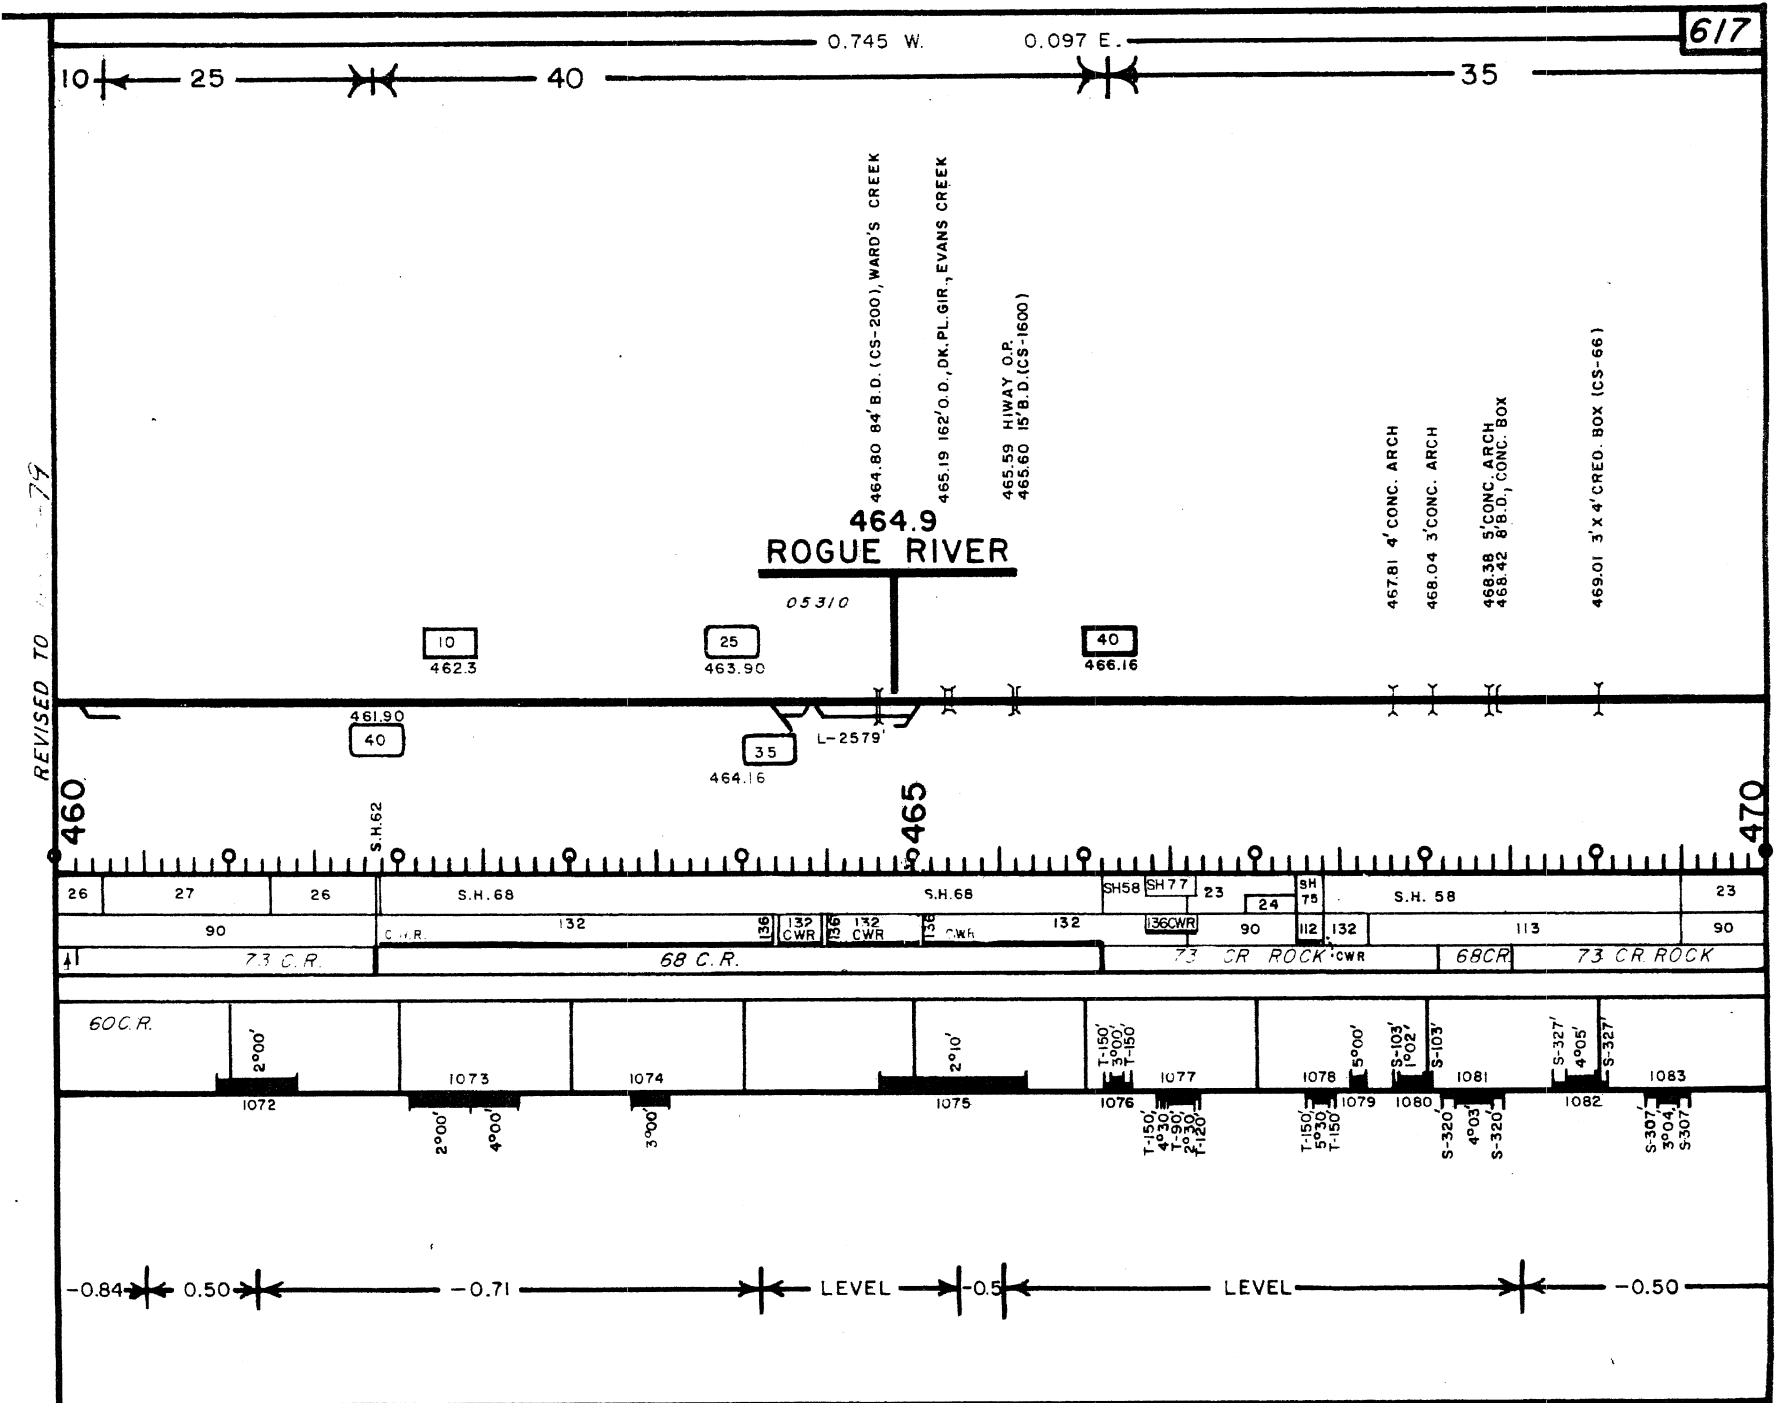 617
0.745 W. 0.097 E.
10 25 40 35
464.80 84' B.D. (CS-200), WARD'S CREEK
465.19 162' O.D., DK. PL. GIR., EVANS CREEK
465.59 HIWAY O.P.
465.60 15' B.D. (CS-1600)
467.81 4' CONC. ARCH
468.04 3' CONC. ARCH
468.38 5' CONC. ARCH
468.42 8' B.D., CONC. BOX
469.01 3' X 4' CREO. BOX (CS-66)
REVISED TO 79
464.9
ROGUE RIVER
05310
10
462.3
25
463.90
40
466.16
461.90
40
35
464.16
L-2579'
460 465 470
S.H.62
26 27 26 S.H.68 S.H.68 SH58 SH77 23 24 SH 75 S.H. 58 23
90 C.W.R. 132 136 132 CWR 136 132 CWR 136 CWR 132 136CWR 90 112 132 113 90
73 C.R. 68 C.R. 73 CR ROCK CWR 68CR 73 CR ROCK
60 C.R.
2°00' 2°10' T-150' 3°00' T-150' 5°00' S-103' 1°02' S-103' S-327' 4°05' S-327'
1073 1074 1077 1078 1081 1083
1072 1075 1076 1079 1080 1082
2°00' 4°00' 3°00' T-150' 4°30' T-90' 2°30' T-120' T-150' 5°30' T-150' S-320' 4°03' S-320' S-307' 3°04' S-307
-0.84 0.50 -0.71 LEVEL -0.5 LEVEL -0.50